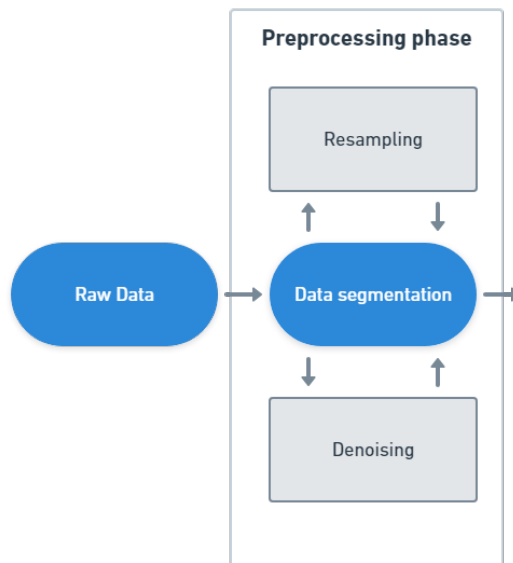 Preprocessing phase
Resampling
Raw Data
Data segmentation
Denoising